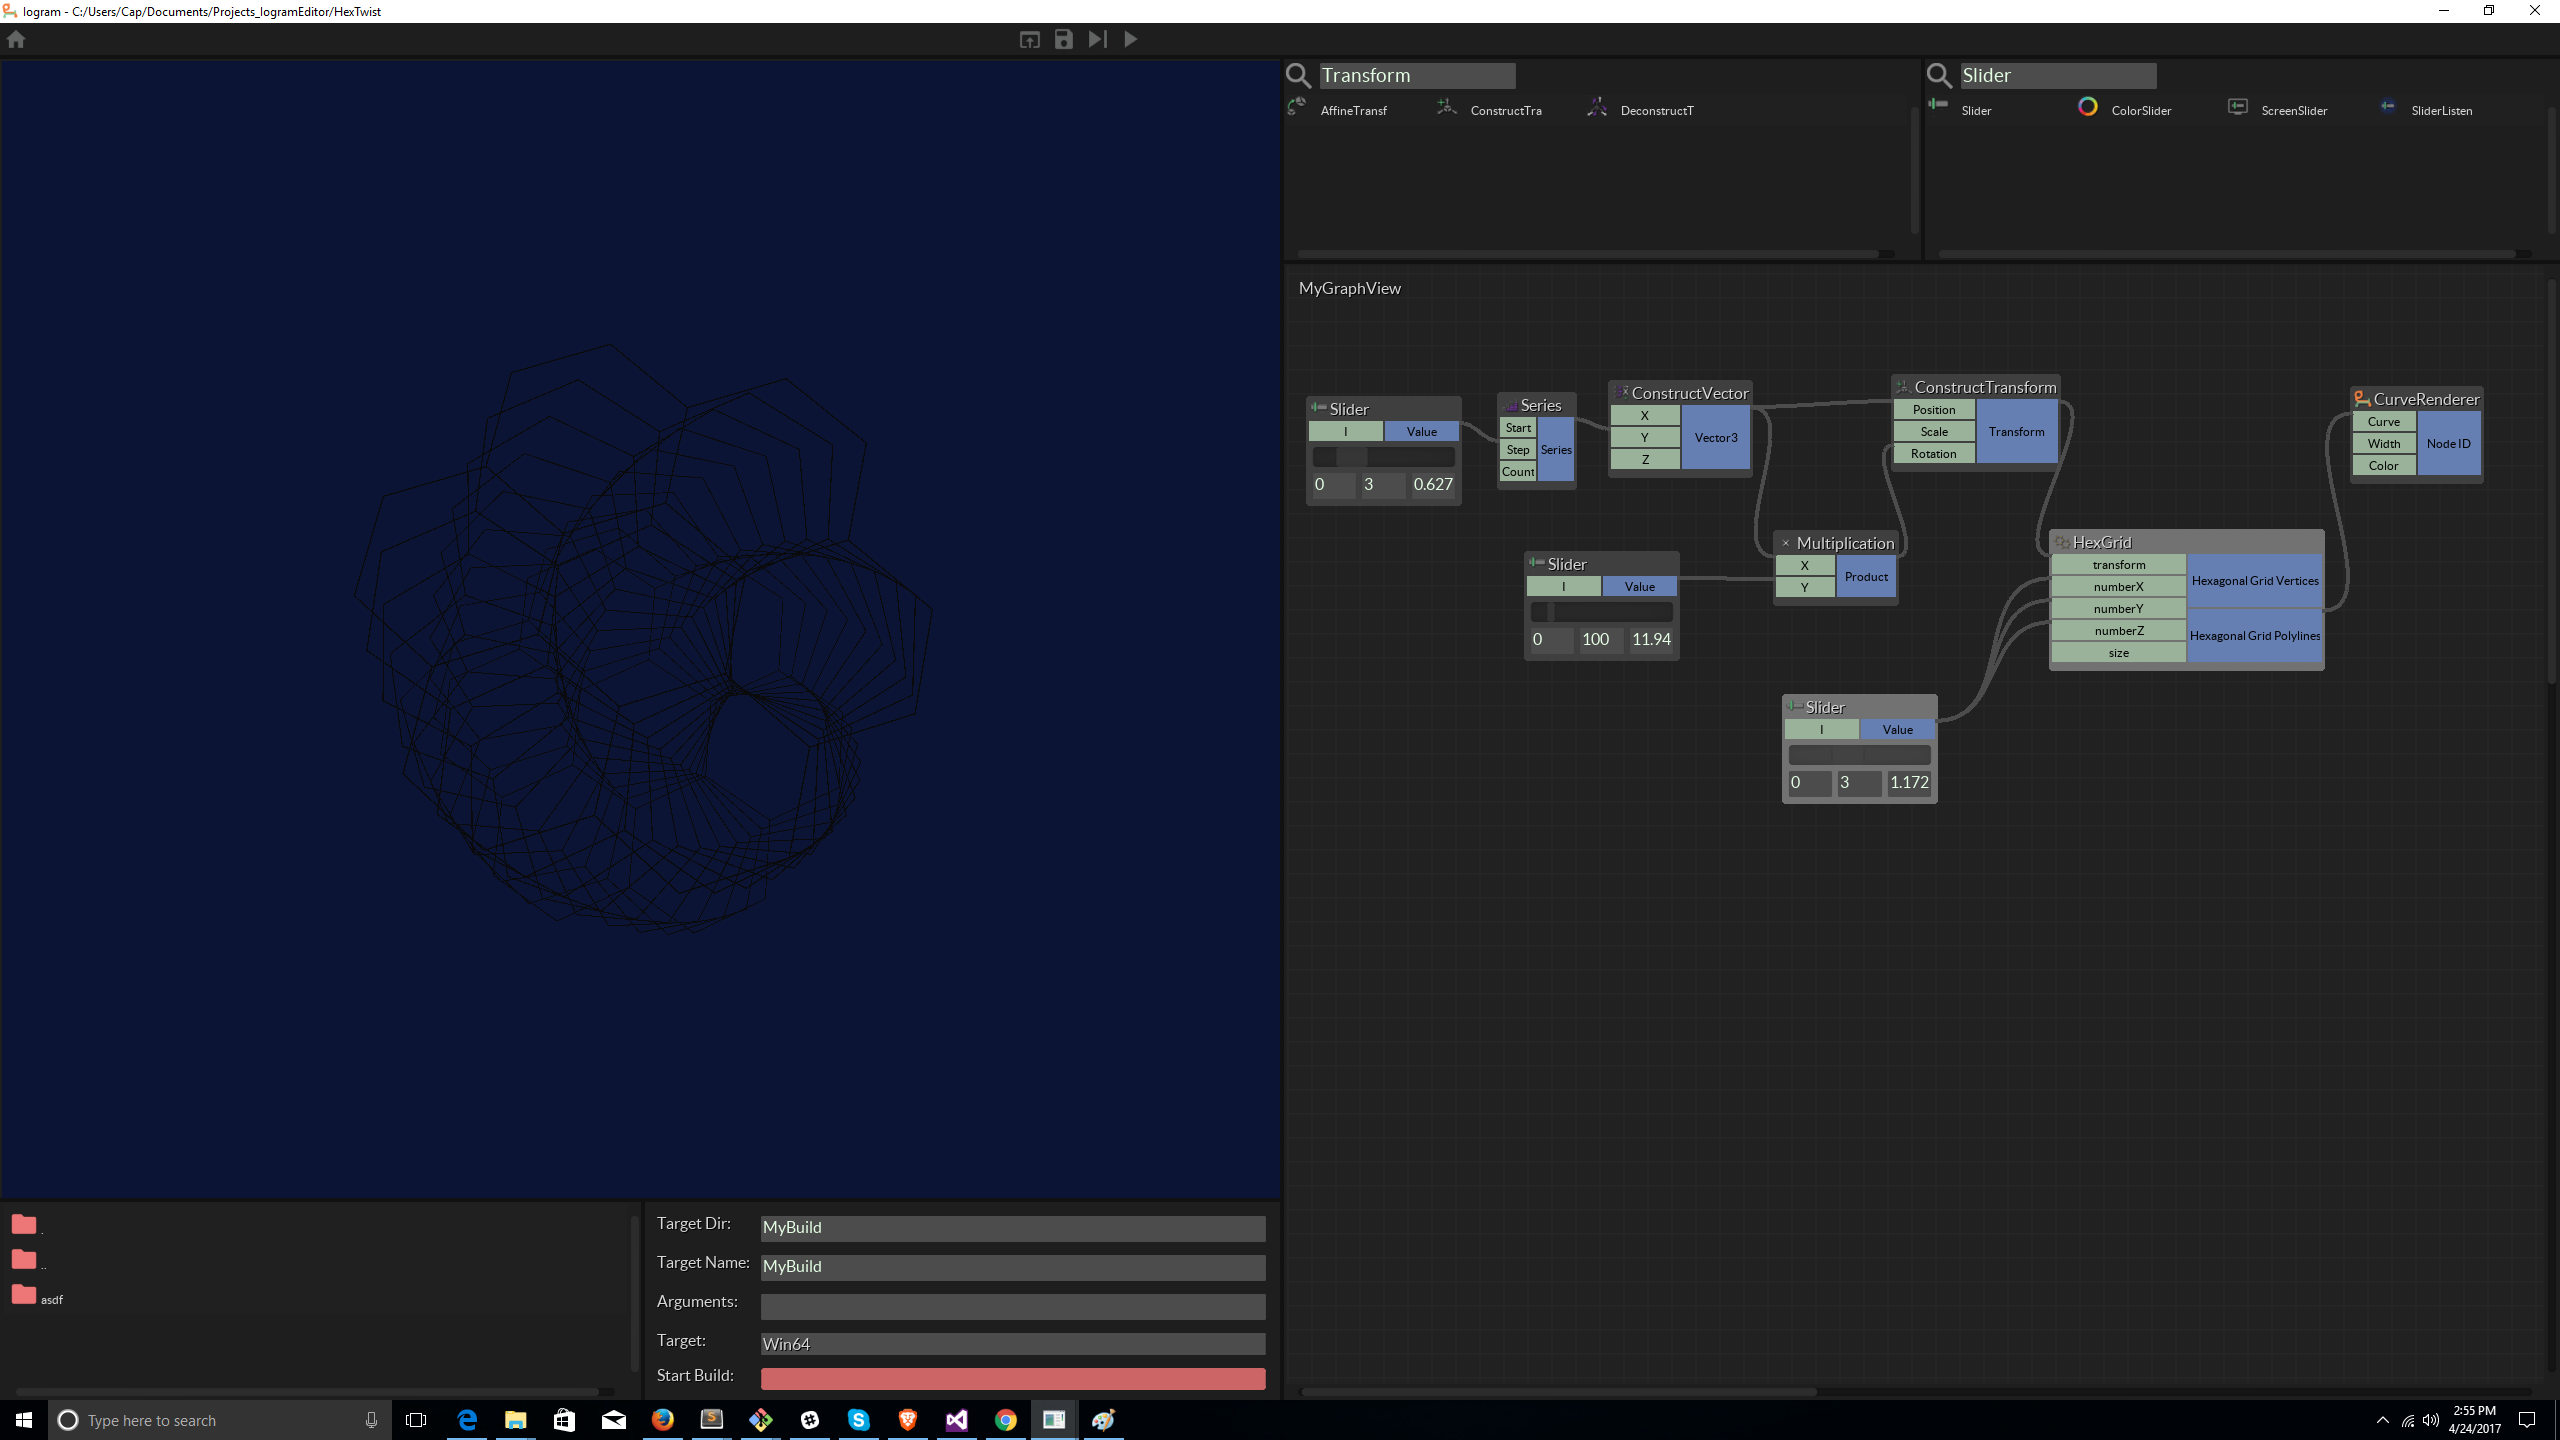 logram - C:/Users/Cap/Documents/Projects_logramEditor/HexTwist
Transform
AffineTransf
ConstructTra
DeconstructT
Slider
Slider
ColorSlider
ScreenSlider
SliderListen
MyGraphView
Slider
I
Value
0
3
0.627
Series
Start
Step
Count
Series
ConstructVector
X
Y
Z
Vector3
ConstructTransform
Position
Scale
Rotation
Transform
CurveRenderer
Curve
Width
Color
Node ID
Slider
I
Value
0
100
11.94
Multiplication
X
Y
Product
HexGrid
transform
numberX
numberY
numberZ
size
Hexagonal Grid Vertices
Hexagonal Grid Polylines
Slider
I
Value
0
3
1.172
.
..
asdf
Target Dir:
MyBuild
Target Name:
MyBuild
Arguments:
Target:
Win64
Start Build:
Type here to search
2:55 PM
4/24/2017